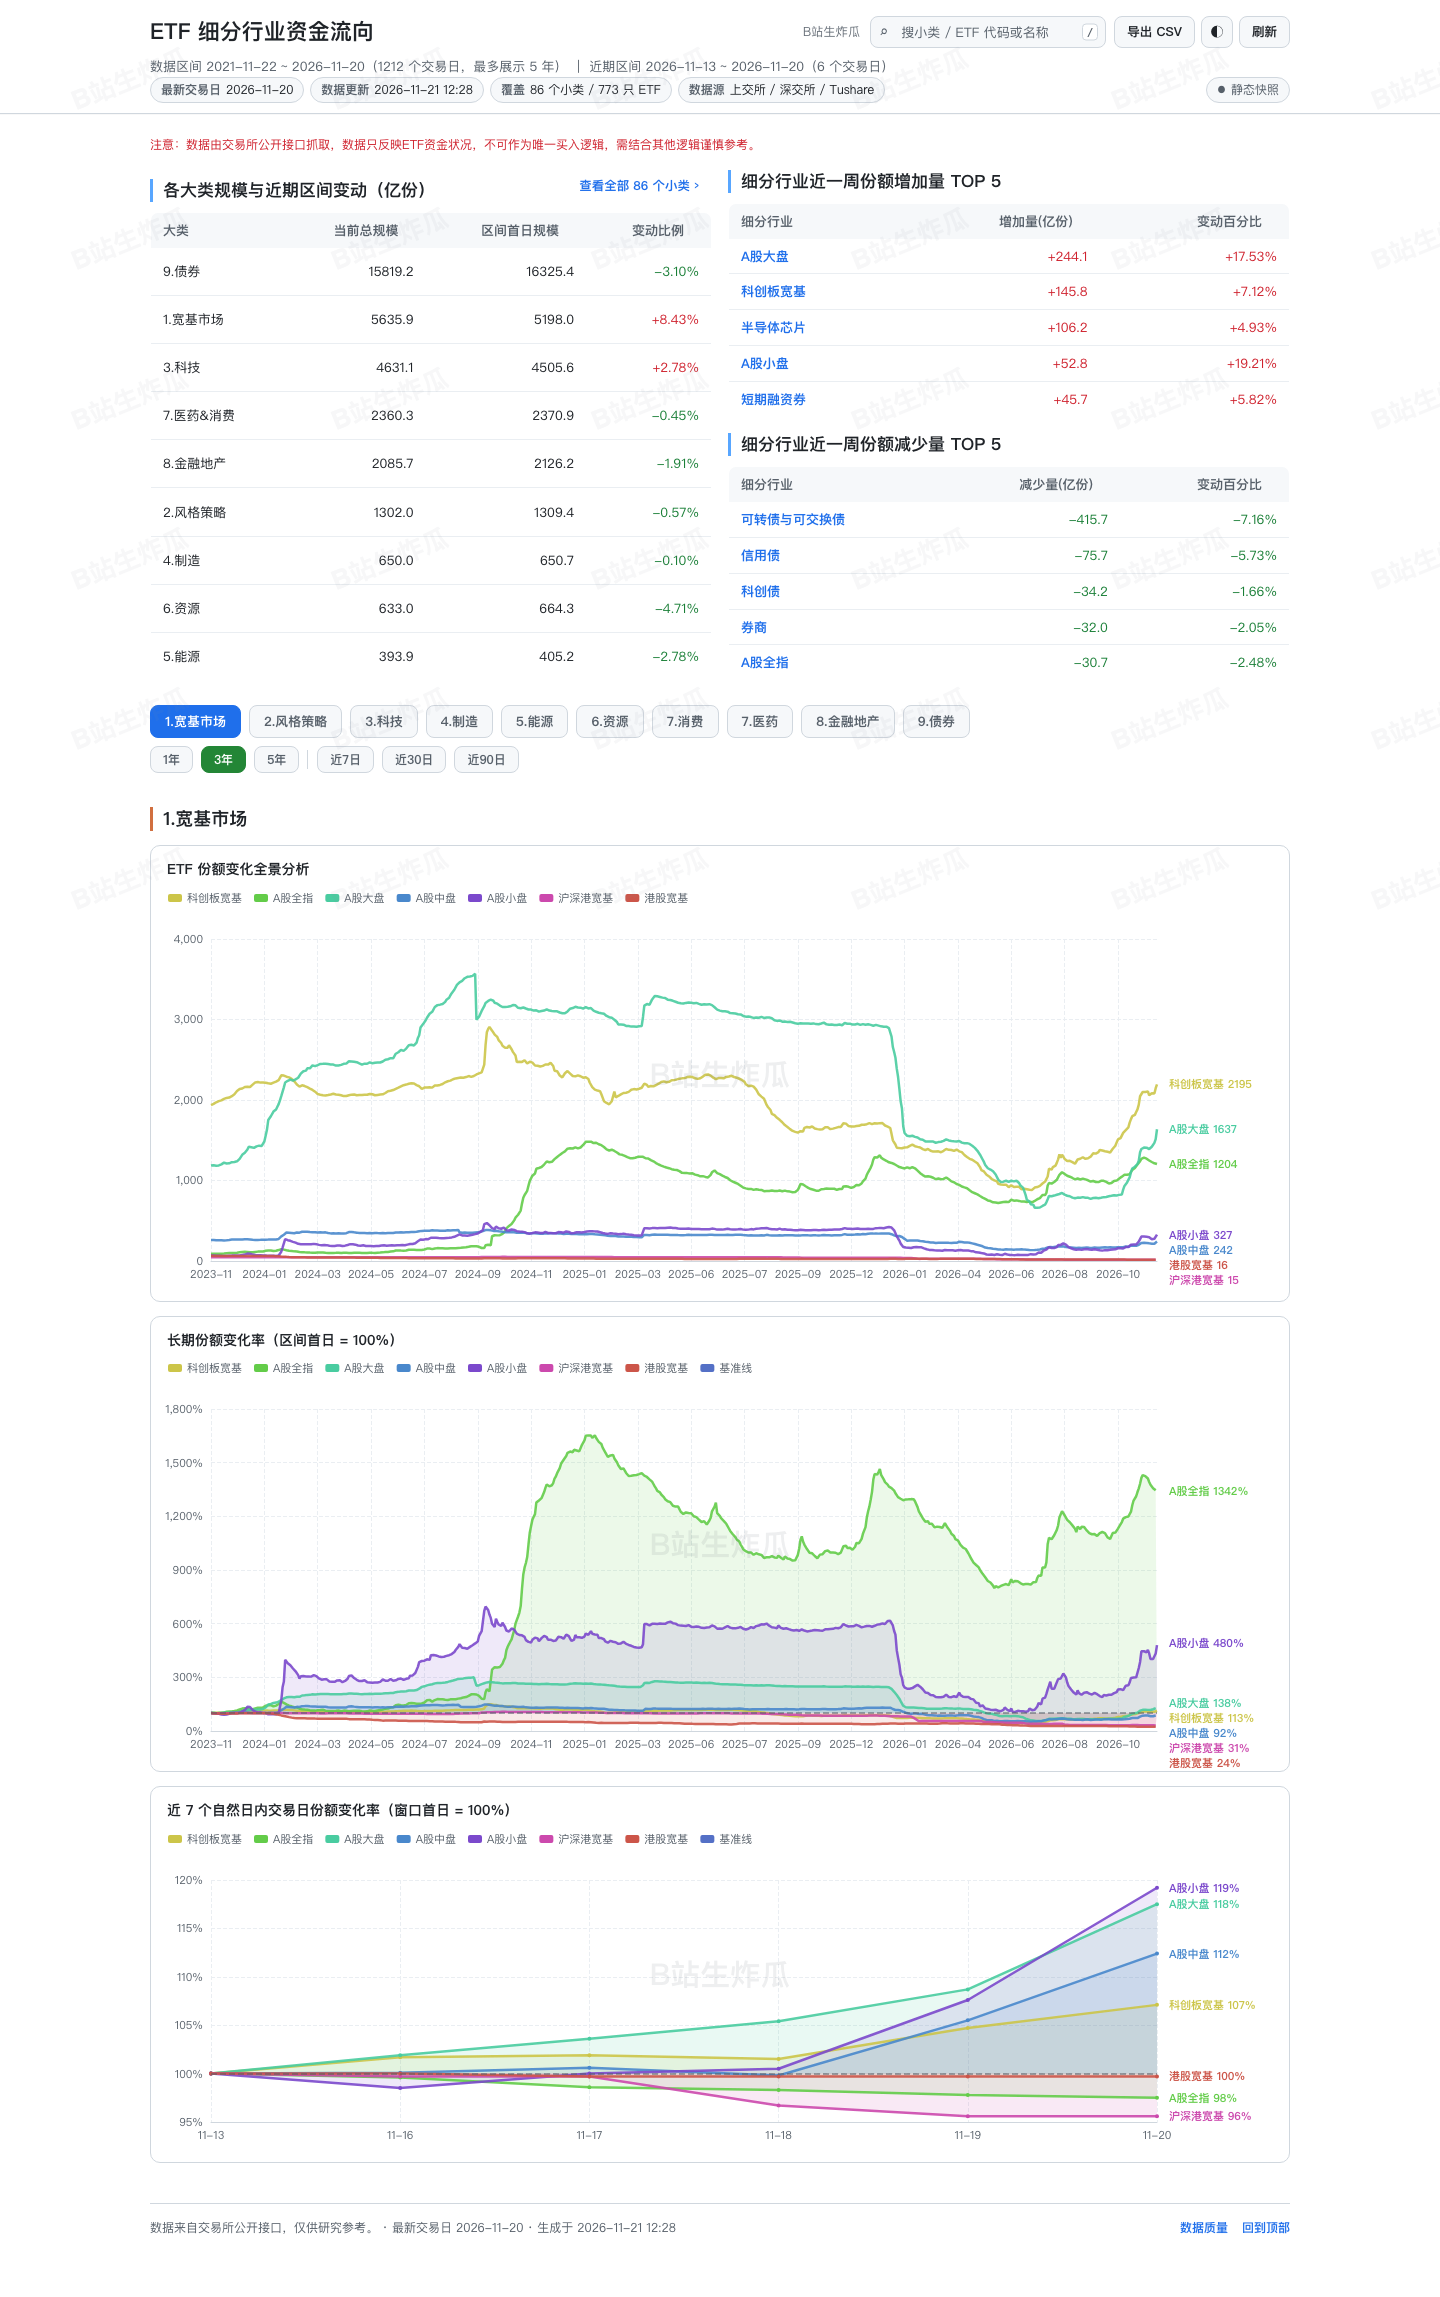 ETF 细分行业资金流向
B站生炸瓜
搜小类 / ETF 代码或名称 /
导出 CSV
刷新
数据区间 2021-11-22 ~ 2026-11-20（1212 个交易日，最多展示 5 年） | 近期区间 2026-11-13 ~ 2026-11-20（6 个交易日）
最新交易日 2026-11-20
数据更新 2026-11-21 12:28
覆盖 86 个小类 / 773 只 ETF
数据源 上交所 / 深交所 / Tushare
静态快照
注意：数据由交易所公开接口抓取，数据只反映ETF资金状况，不可作为唯一买入逻辑，需结合其他逻辑谨慎参考。
各大类规模与近期区间变动（亿份）
查看全部 86 个小类 ›
大类 当前总规模 区间首日规模 变动比例
9.债券 15819.2 16325.4 -3.10%
1.宽基市场 5635.9 5198.0 +8.43%
3.科技 4631.1 4505.6 +2.78%
7.医药&消费 2360.3 2370.9 -0.45%
8.金融地产 2085.7 2126.2 -1.91%
2.风格策略 1302.0 1309.4 -0.57%
4.制造 650.0 650.7 -0.10%
6.资源 633.0 664.3 -4.71%
5.能源 393.9 405.2 -2.78%
细分行业近一周份额增加量 TOP 5
细分行业 增加量(亿份) 变动百分比
A股大盘 +244.1 +17.53%
科创板宽基 +145.8 +7.12%
半导体芯片 +106.2 +4.93%
A股小盘 +52.8 +19.21%
短期融资券 +45.7 +5.82%
细分行业近一周份额减少量 TOP 5
细分行业 减少量(亿份) 变动百分比
可转债与可交换债 -415.7 -7.16%
信用债 -75.7 -5.73%
科创债 -34.2 -1.66%
券商 -32.0 -2.05%
A股全指 -30.7 -2.48%
1.宽基市场 2.风格策略 3.科技 4.制造 5.能源 6.资源 7.消费 7.医药 8.金融地产 9.债券
1年 3年 5年 近7日 近30日 近90日
1.宽基市场
ETF 份额变化全景分析
科创板宽基 A股全指 A股大盘 A股中盘 A股小盘 沪深港宽基 港股宽基
4,000
3,000
2,000
1,000
0
B站生炸瓜
科创板宽基 2195
A股大盘 1637
A股全指 1204
A股小盘 327
A股中盘 242
港股宽基 16
沪深港宽基 15
2023-11 2024-01 2024-03 2024-05 2024-07 2024-09 2024-11 2025-01 2025-03 2025-06 2025-07 2025-09 2025-12 2026-01 2026-04 2026-06 2026-08 2026-10
长期份额变化率（区间首日 = 100%）
科创板宽基 A股全指 A股大盘 A股中盘 A股小盘 沪深港宽基 港股宽基 基准线
1,800%
1,500%
1,200%
900%
600%
300%
0%
B站生炸瓜
A股全指 1342%
A股小盘 480%
A股大盘 138%
科创板宽基 113%
A股中盘 92%
沪深港宽基 31%
港股宽基 24%
2023-11 2024-01 2024-03 2024-05 2024-07 2024-09 2024-11 2025-01 2025-03 2025-06 2025-07 2025-09 2025-12 2026-01 2026-04 2026-06 2026-08 2026-10
近 7 个自然日内交易日份额变化率（窗口首日 = 100%）
科创板宽基 A股全指 A股大盘 A股中盘 A股小盘 沪深港宽基 港股宽基 基准线
120%
115%
110%
105%
100%
95%
B站生炸瓜
A股小盘 119%
A股大盘 118%
A股中盘 112%
科创板宽基 107%
港股宽基 100%
A股全指 98%
沪深港宽基 96%
11-13 11-16 11-17 11-18 11-19 11-20
数据来自交易所公开接口，仅供研究参考。 · 最新交易日 2026-11-20 · 生成于 2026-11-21 12:28
数据质量 回到顶部